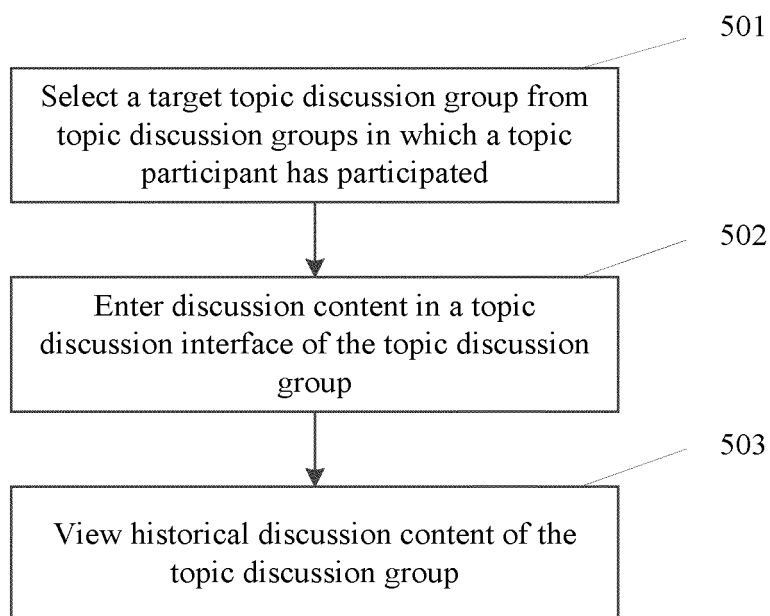 501
Select a target topic discussion group from
topic discussion groups in which a topic
participant has participated
502
Enter discussion content in a topic
discussion interface of the topic discussion
group
503
View historical discussion content of the
topic discussion group